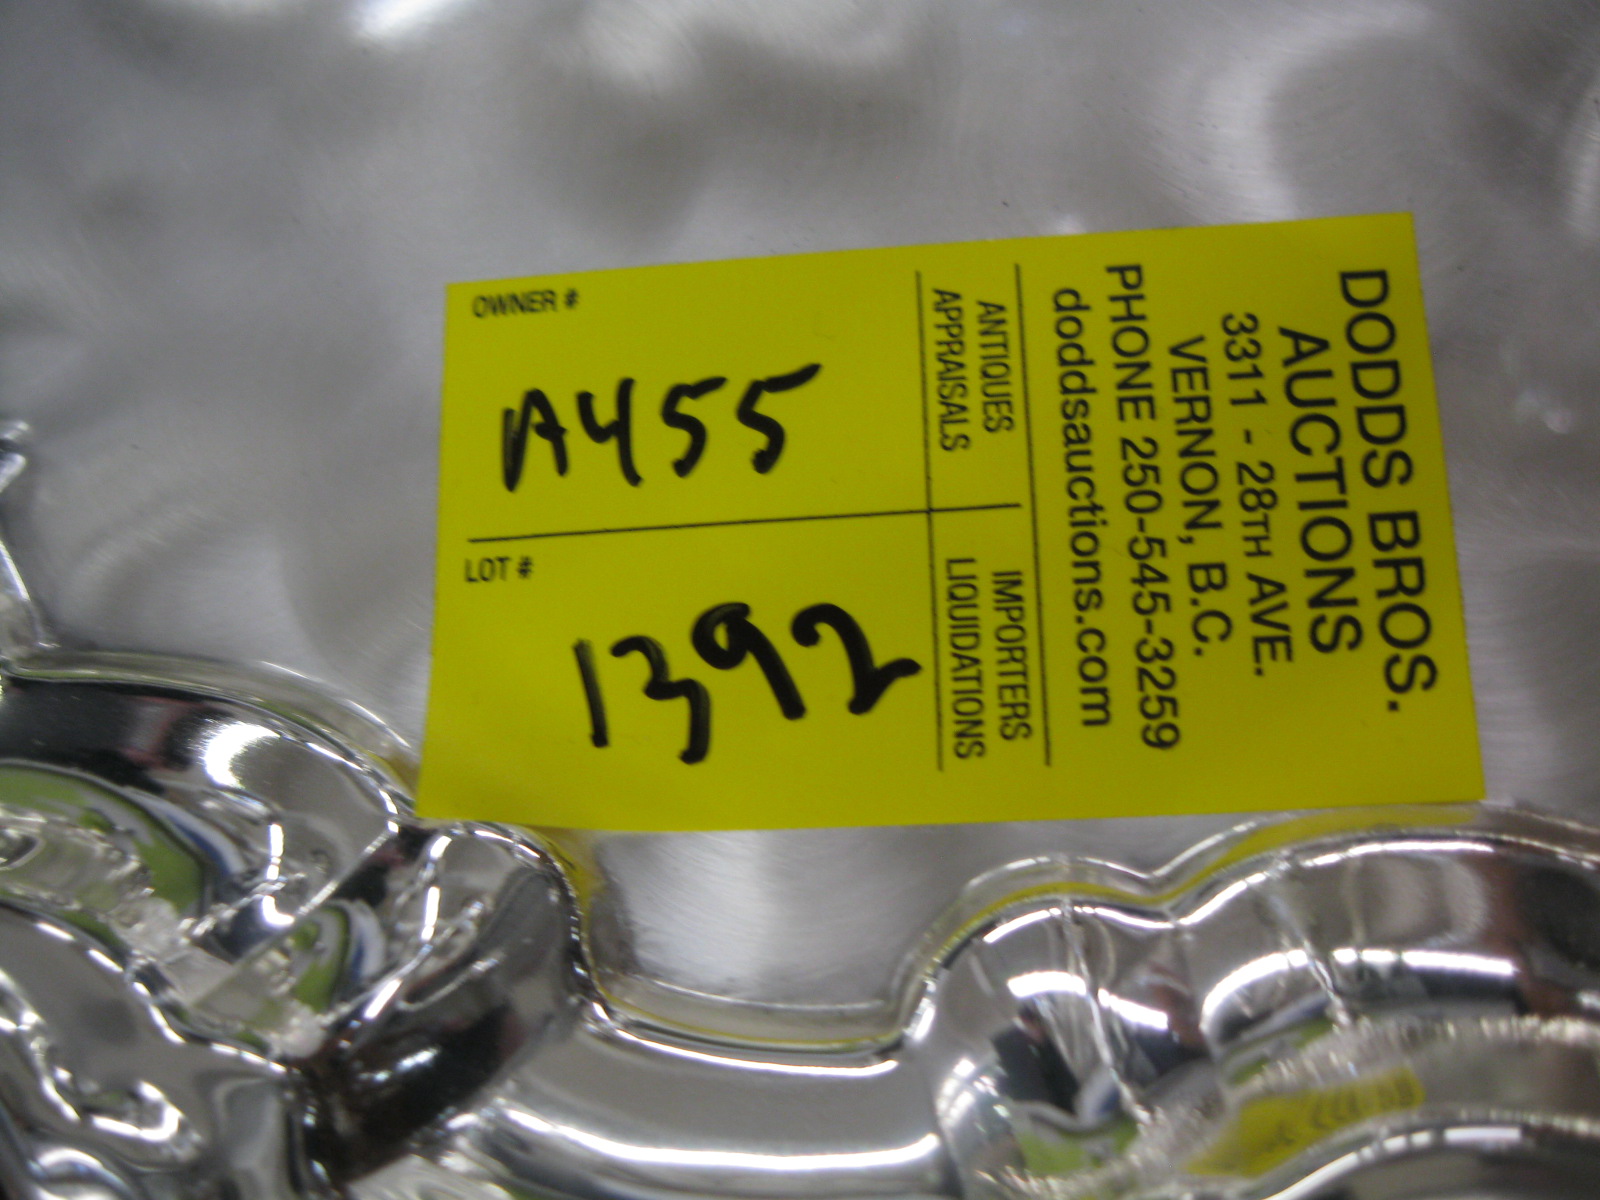 DODDS BROS.
AUCTIONS
3311 - 28TH AVE.
VERNON, B.C.
PHONE 250-545-3259
doddsauctions.com
ANTIQUES
APPRAISALS
IMPORTERS
LIQUIDATIONS
OWNER #
A455
LOT #
1392